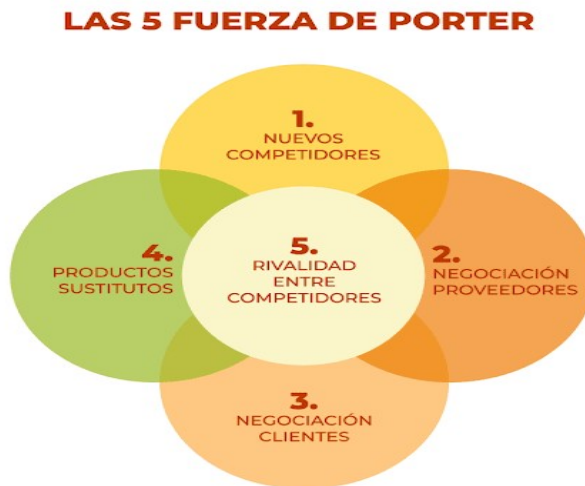 LAS 5 FUERZA DE PORTER
1.
NUEVOS
COMPETIDORES
2.
NEGOCIACIÓN
PROVEEDORES
3.
NEGOCIACIÓN
CLIENTES
4.
PRODUCTOS
SUSTITUTOS
5.
RIVALIDAD
ENTRE
COMPETIDORES